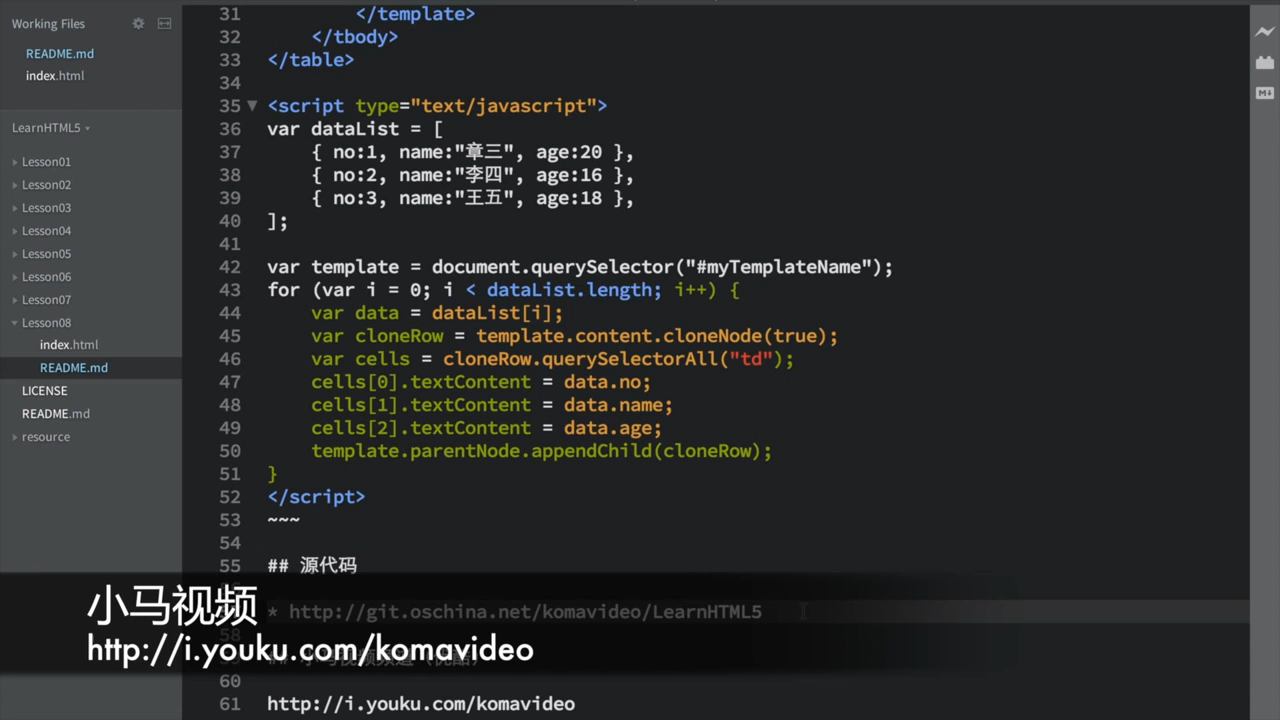 Working Files
README.md
index.html
LearnHTML5
Lesson01
Lesson02
Lesson03
Lesson04
Lesson05
Lesson06
Lesson07
Lesson08
index.html
README.md
LICENSE
README.md
resource
31 </template>
32 </tbody>
33 </table>
34
35 <script type="text/javascript">
36 var dataList = [
37 { no:1, name:"章三", age:20 },
38 { no:2, name:"李四", age:16 },
39 { no:3, name:"王五", age:18 },
40 ];
41
42 var template = document.querySelector("#myTemplateName");
43 for (var i = 0; i < dataList.length; i++) {
44 var data = dataList[i];
45 var cloneRow = template.content.cloneNode(true);
46 var cells = cloneRow.querySelectorAll("td");
47 cells[0].textContent = data.no;
48 cells[1].textContent = data.name;
49 cells[2].textContent = data.age;
50 template.parentNode.appendChild(cloneRow);
51 }
52 </script>
53 ~~~
54
55 ## 源代码
* http://git.oschina.net/komavideo/LearnHTML5
58
60
61 http://i.youku.com/komavideo
小马视频
http://i.youku.com/komavideo
M↓